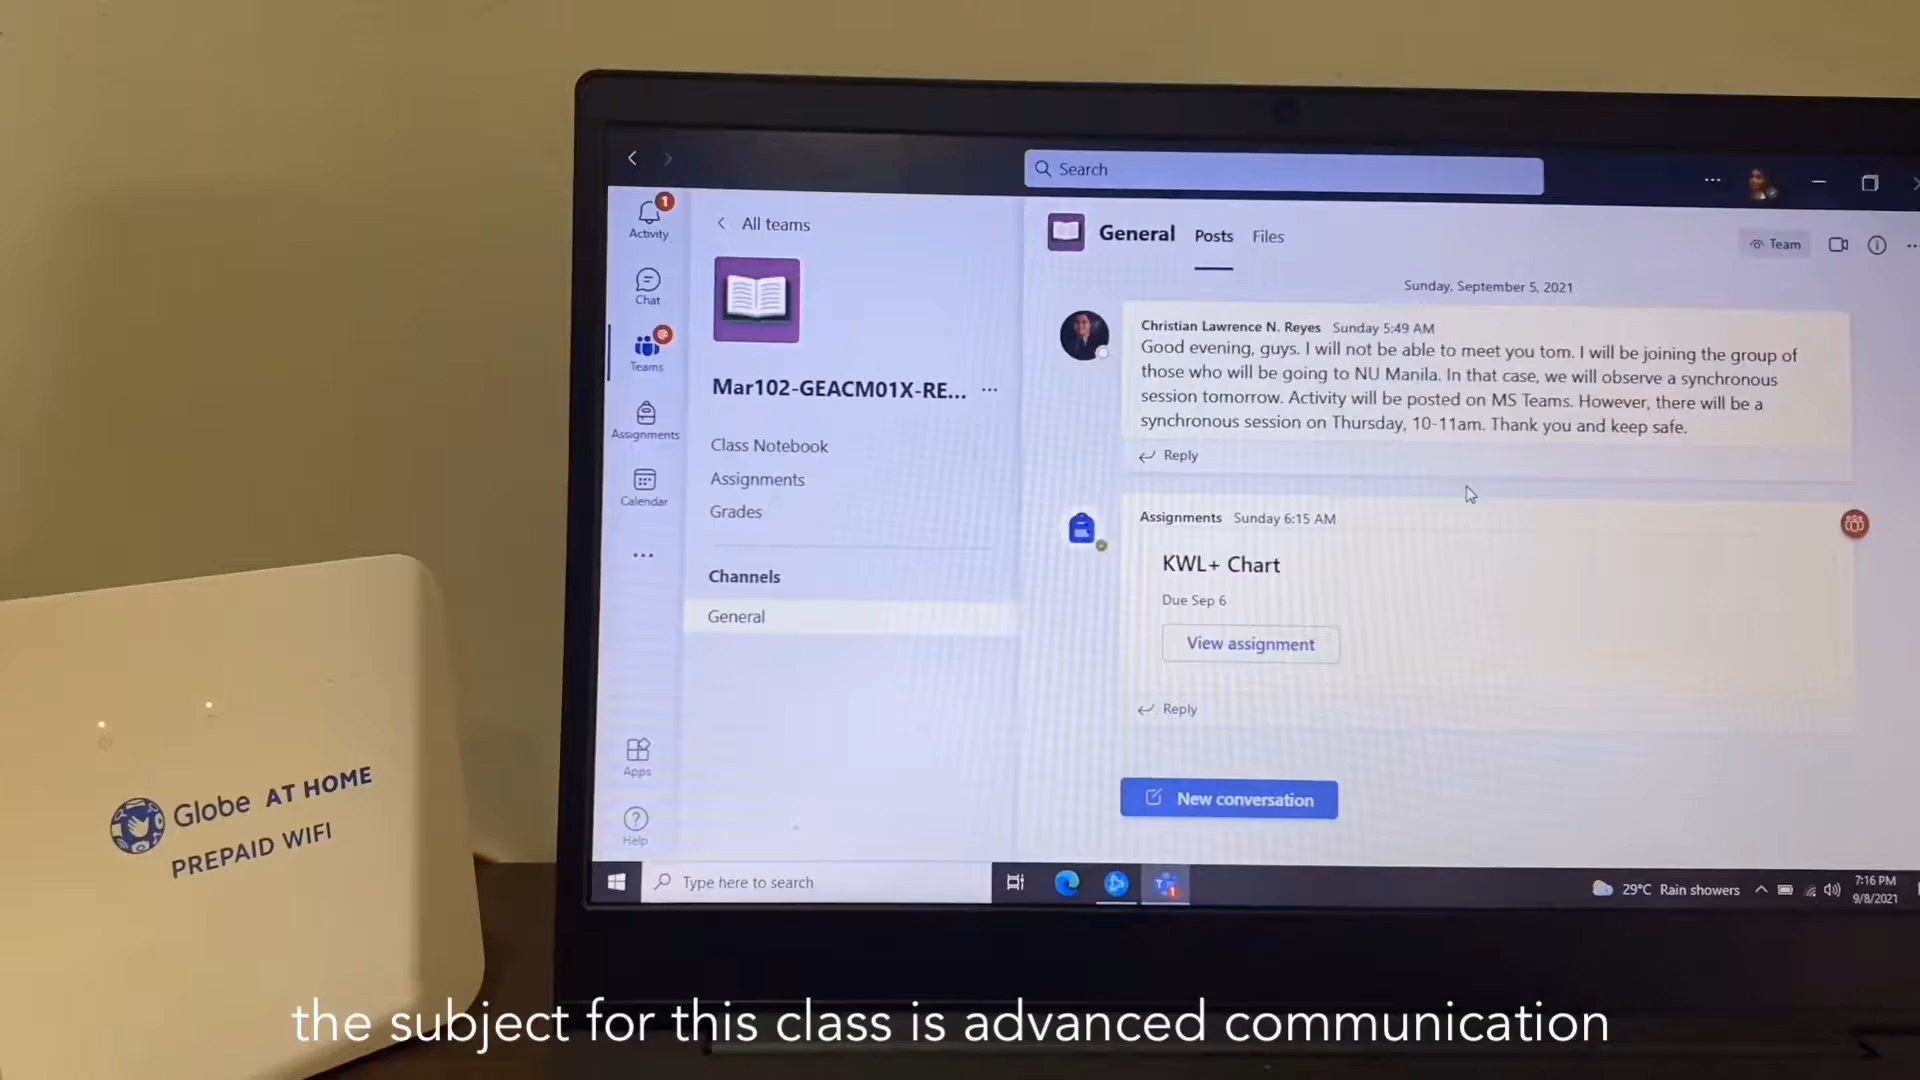 Search
Activity
1
Chat
Teams
Assignments
Calendar
Apps
Help
All teams
Mar102-GEACM01X-RE...
Class Notebook
Assignments
Grades
Channels
General
General Posts Files
Team
Sunday, September 5, 2021
Christian Lawrence N. Reyes Sunday 5:49 AM
Good evening, guys. I will not be able to meet you tom. I will be joining the group of
those who will be going to NU Manila. In that case, we will observe a synchronous
session tomorrow. Activity will be posted on MS Teams. However, there will be a
synchronous session on Thursday, 10-11am. Thank you and keep safe.
Reply
Assignments Sunday 6:15 AM
KWL+ Chart
Due Sep 6
View assignment
Reply
New conversation
Type here to search
29°C Rain showers
7:16 PM
9/8/2021
Globe AT HOME
PREPAID WIFI
the subject for this class is advanced communication